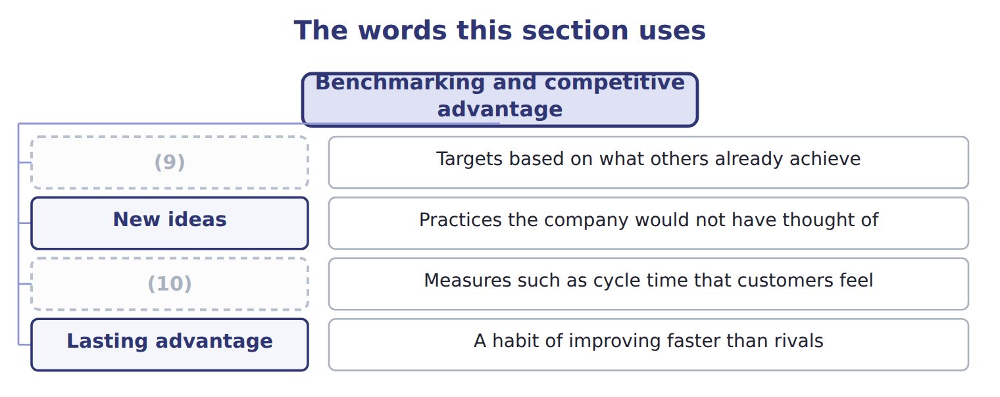 The words this section uses
Benchmarking and competitive
advantage
(9)
Targets based on what others already achieve
New ideas
Practices the company would not have thought of
(10)
Measures such as cycle time that customers feel
Lasting advantage
A habit of improving faster than rivals